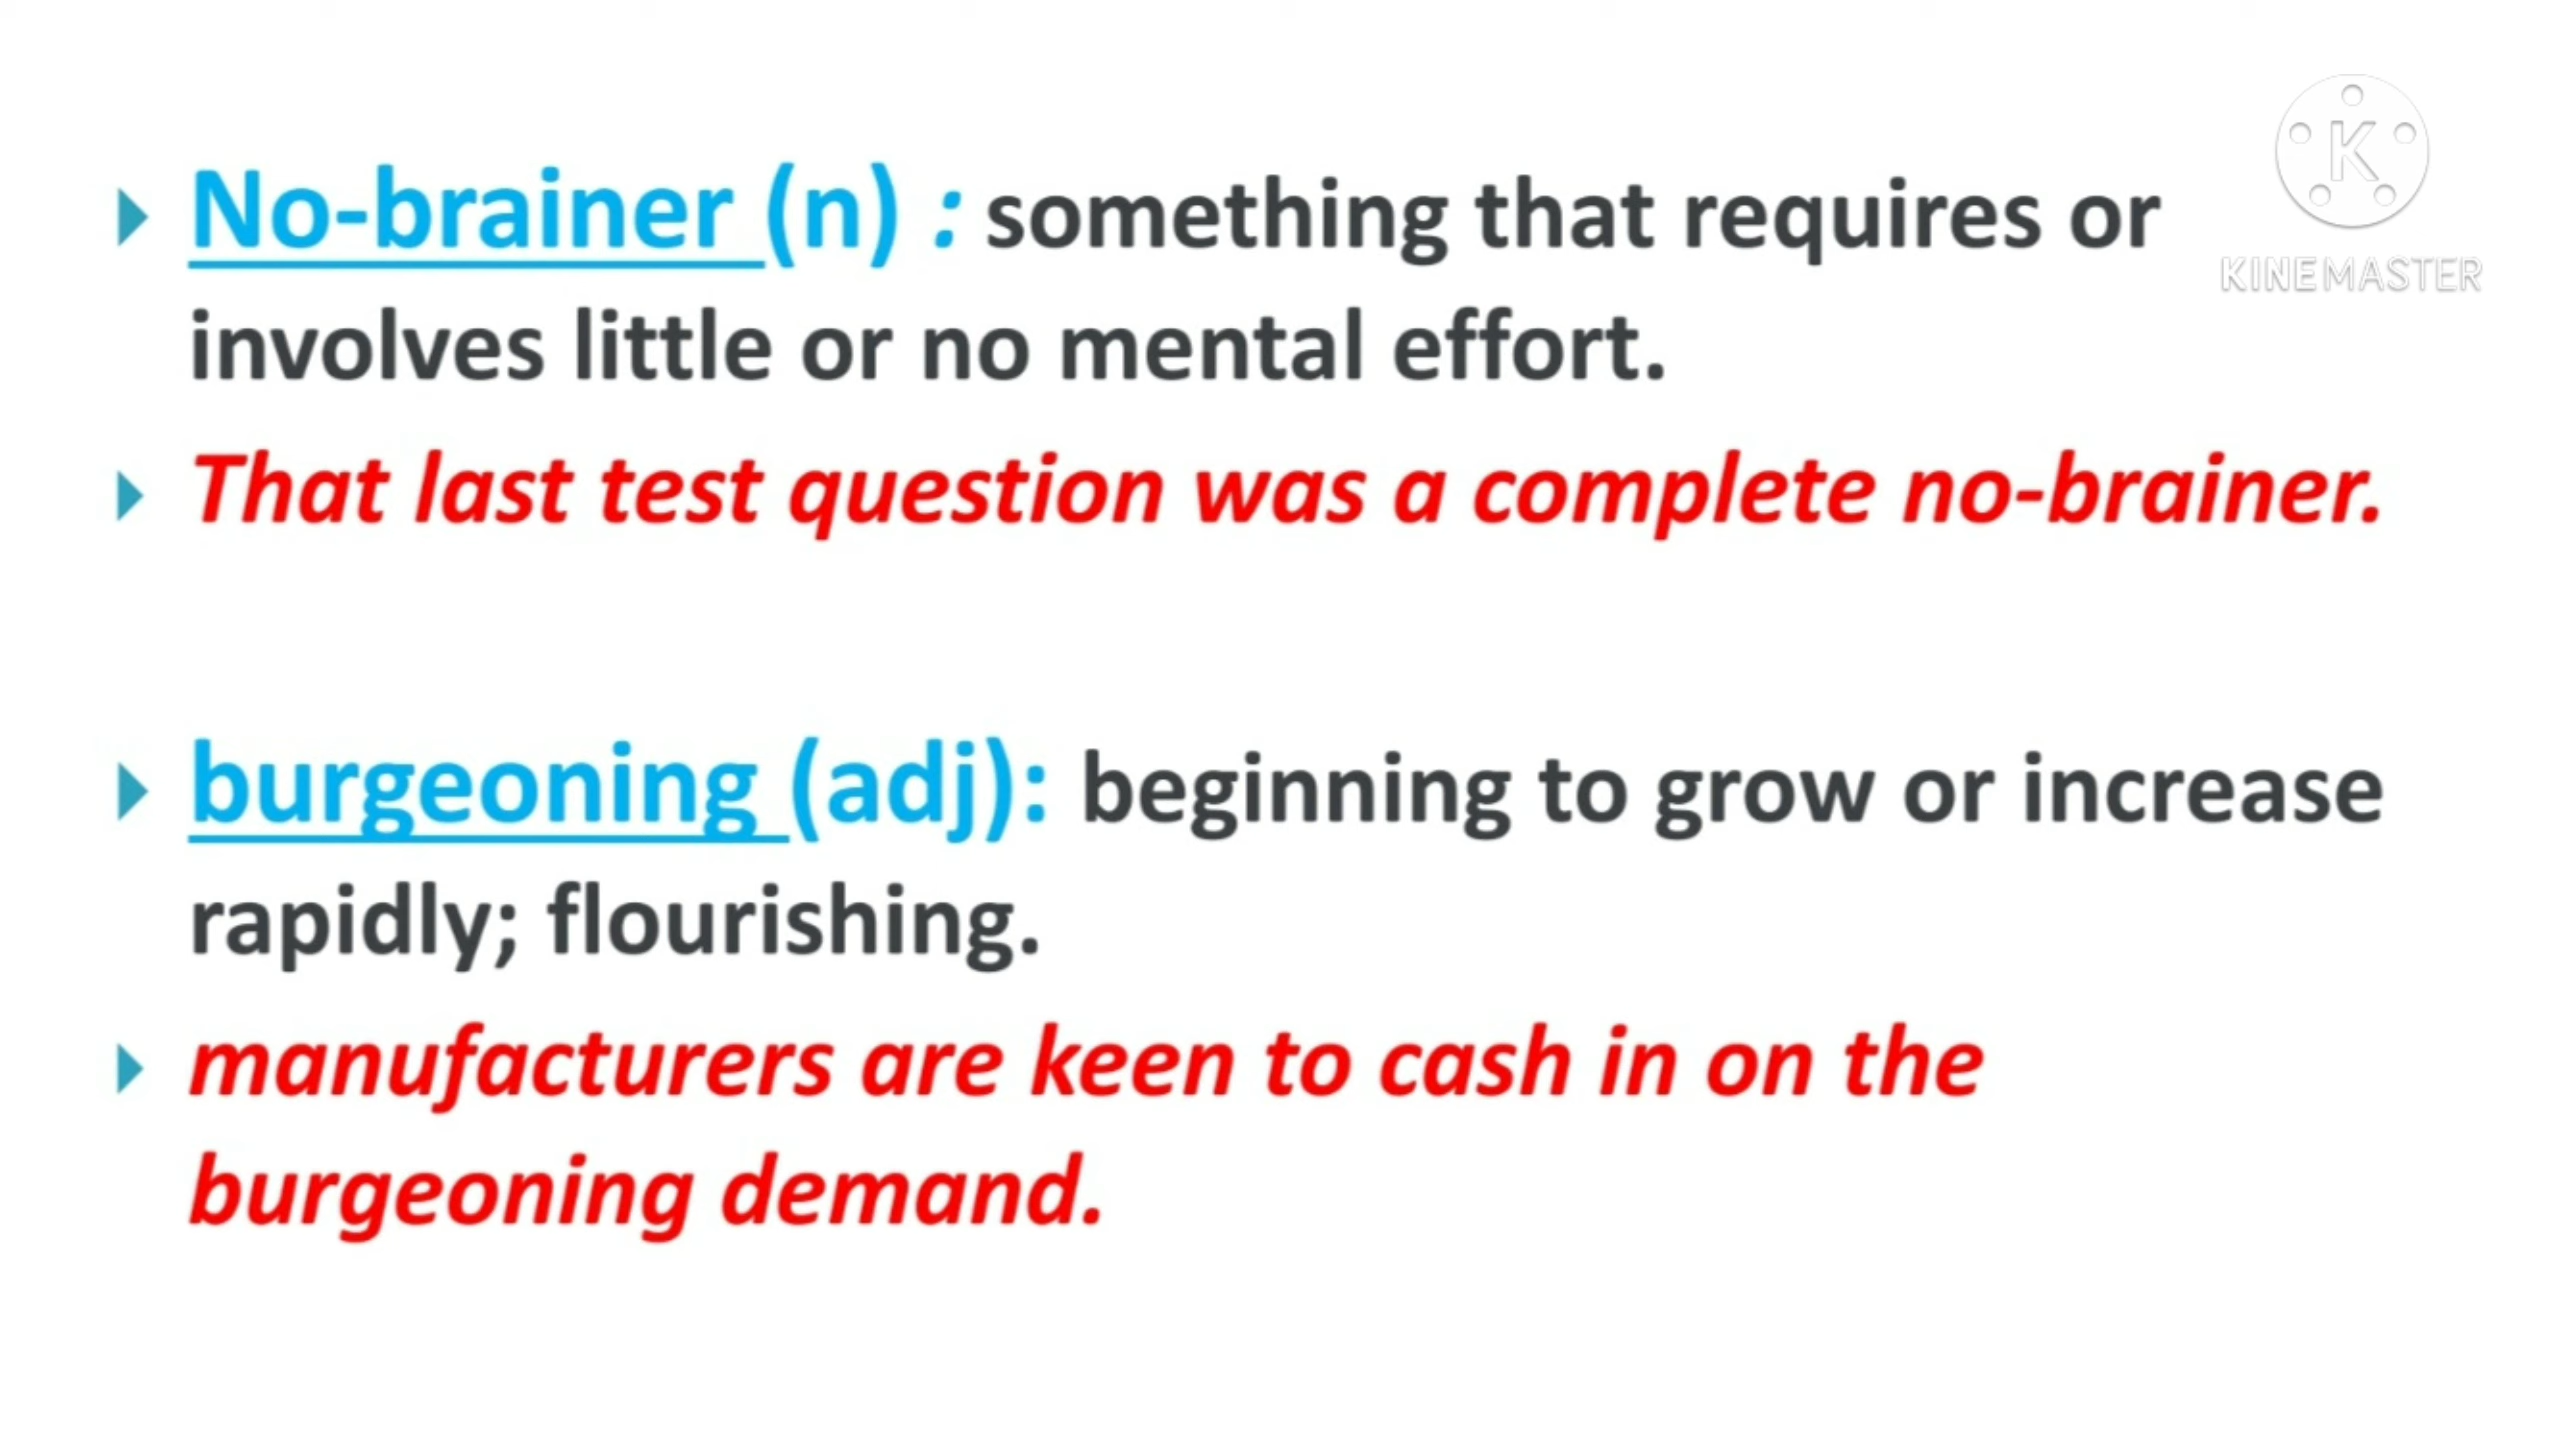 No-brainer (n) : something that requires or
involves little or no mental effort.
That last test question was a complete no-brainer.
burgeoning (adj): beginning to grow or increase
rapidly; flourishing.
manufacturers are keen to cash in on the
burgeoning demand.
K
KINEMASTER